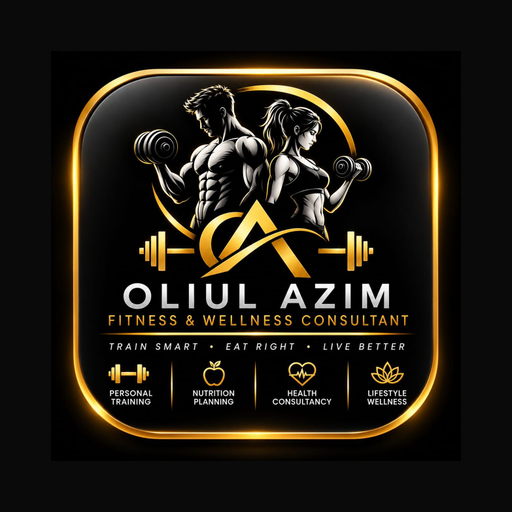 OLIUL AZIM
FITNESS & WELLNESS CONSULTANT
TRAIN SMART • EAT RIGHT • LIVE BETTER
PERSONAL TRAINING
NUTRITION PLANNING
HEALTH CONSULTANCY
LIFESTYLE WELLNESS